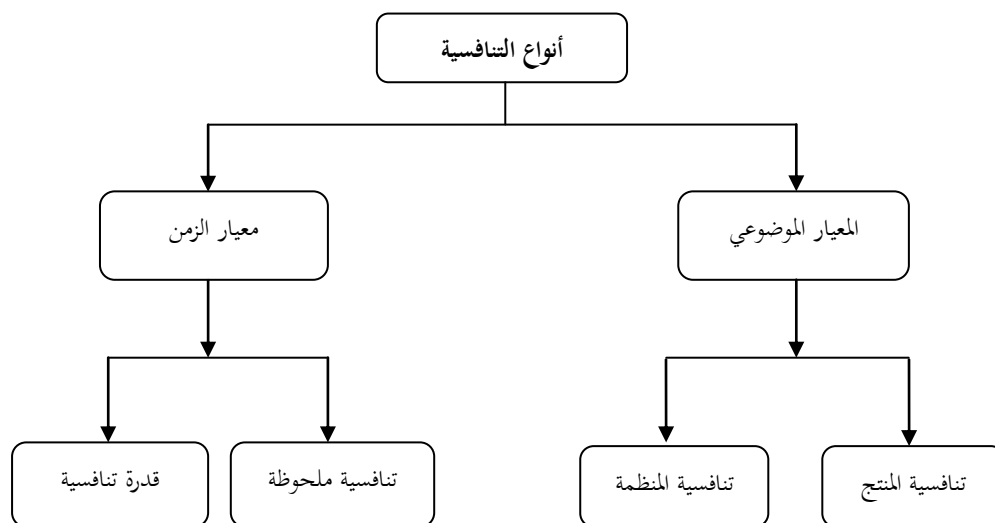 أنواع التنافسية
المعيار الموضوعي
معيار الزمن
تنافسية المنتج
تنافسية المنظمة
تنافسية ملحوظة
قدرة تنافسية